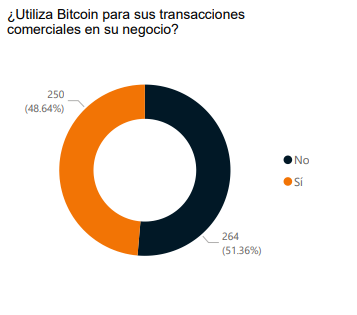 ¿Utiliza Bitcoin para sus transacciones
comerciales en su negocio?
250
(48.64%)
No
Sí
264
(51.36%)